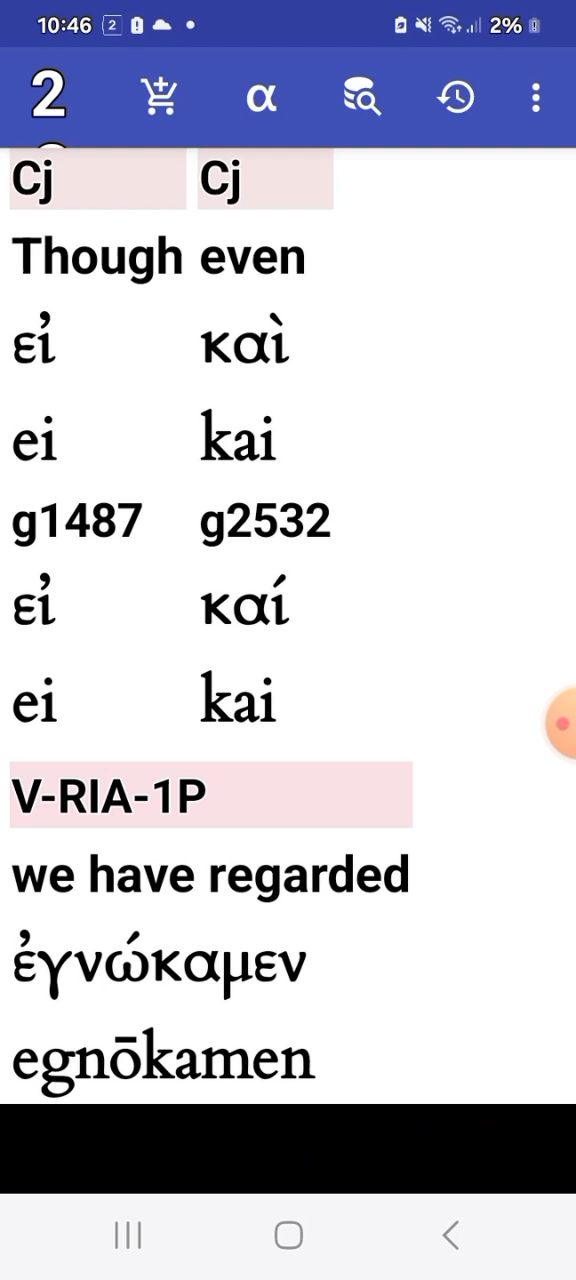 10:46 2 2%
2 α
Cj Cj
Though even
εἰ καὶ
ei kai
g1487 g2532
εἰ καί
ei kai
V-RIA-1P
we have regarded
ἐγνώκαμεν
egnōkamen